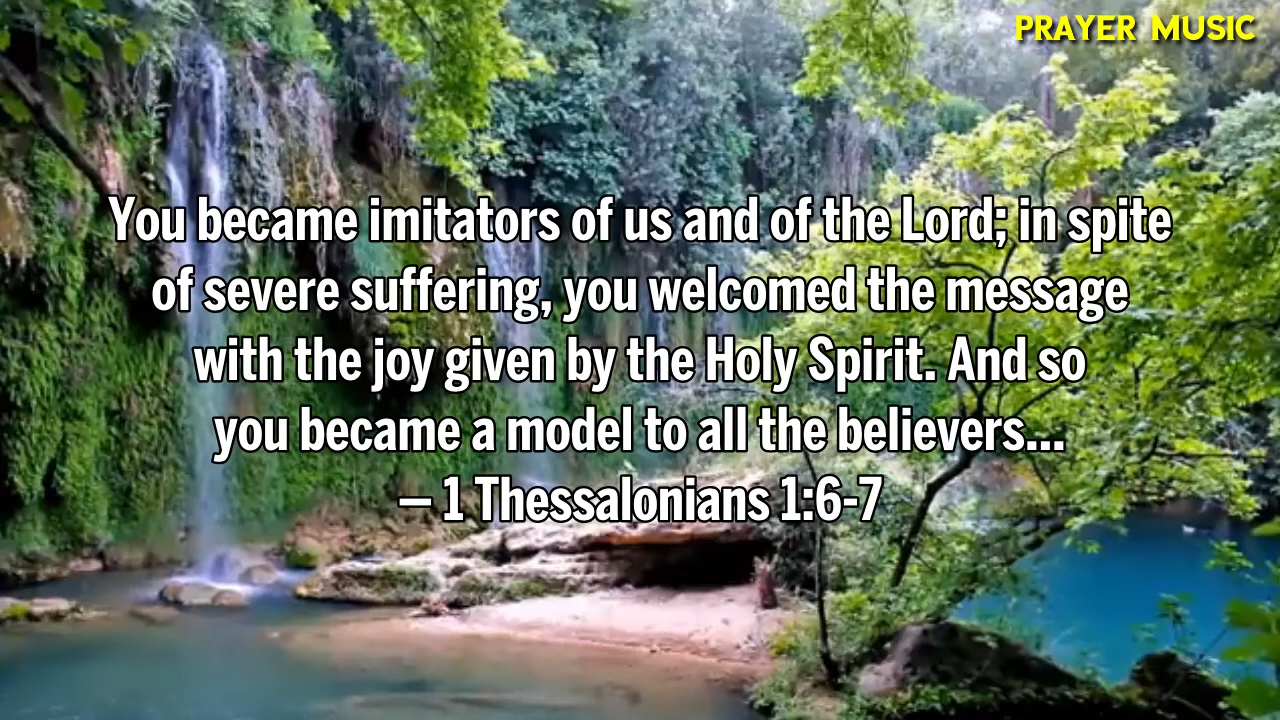 PRAYER MUSIC
You became imitators of us and of the Lord; in spite
of severe suffering, you welcomed the message
with the joy given by the Holy Spirit. And so
you became a model to all the believers...
– 1 Thessalonians 1:6-7